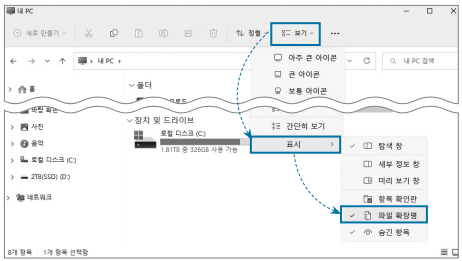 내 PC
새로 만들기
정렬
보기
내 PC
내 PC 검색
아주 큰 아이콘
큰 아이콘
보통 아이콘
홈
폴더
사진
음악
로컬 디스크 (C:)
2TB(SSD) (D:)
네트워크
장치 및 드라이브
로컬 디스크 (C:)
1.81TB 중 326GB 사용 가능
간단히 보기
표시
탐색 창
세부 정보 창
미리 보기 창
항목 확인란
파일 확장명
숨긴 항목
8개 항목 1개 항목 선택함